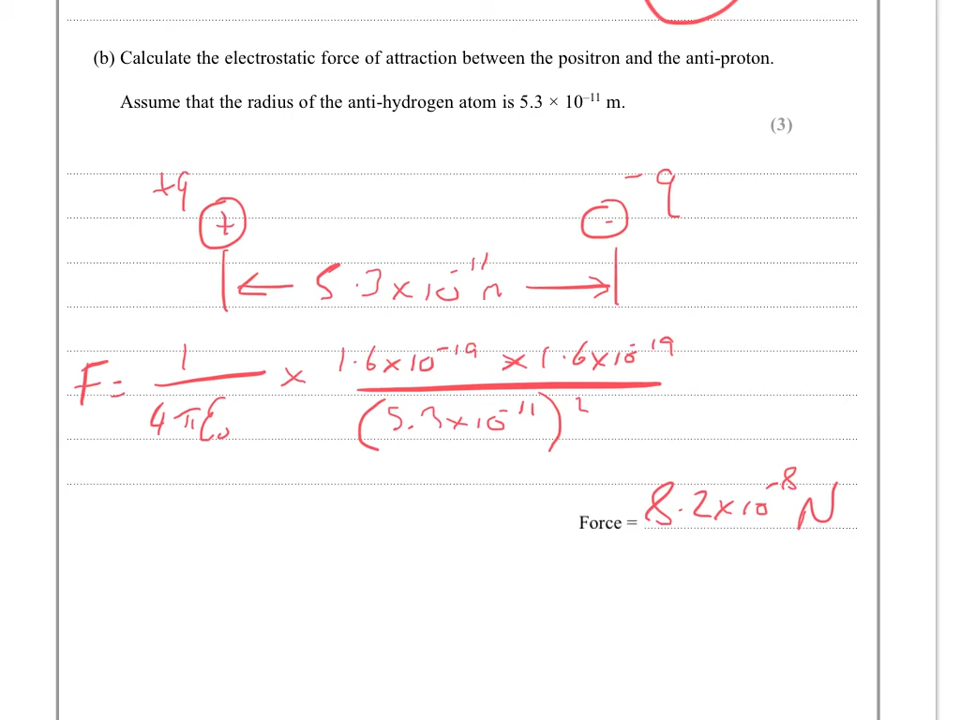 (b) Calculate the electrostatic force of attraction between the positron and the anti-proton.
Assume that the radius of the anti-hydrogen atom is 5.3 × 10⁻¹¹ m.
(3)
+q - q
+ -
← 5.3 × 10⁻¹¹ m →
F = 1 / 4πε₀ × 1.6 × 10⁻¹⁹ × 1.6 × 10⁻¹⁹ / (5.3 × 10⁻¹¹)²
Force = 8.2 × 10⁻⁸ N